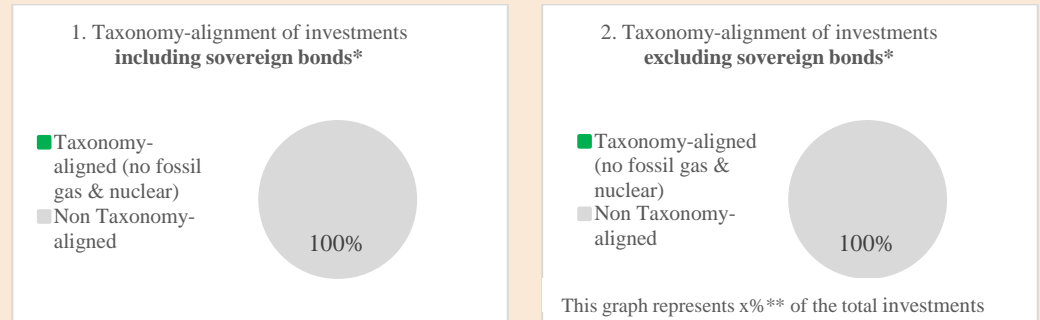 1. Taxonomy-alignment of investments
including sovereign bonds*
Taxonomy-
aligned (no fossil
gas & nuclear)
Non Taxonomy-
aligned
100%
2. Taxonomy-alignment of investments
excluding sovereign bonds*
Taxonomy-aligned
(no fossil gas &
nuclear)
Non Taxonomy-
aligned
100%
This graph represents x%** of the total investments